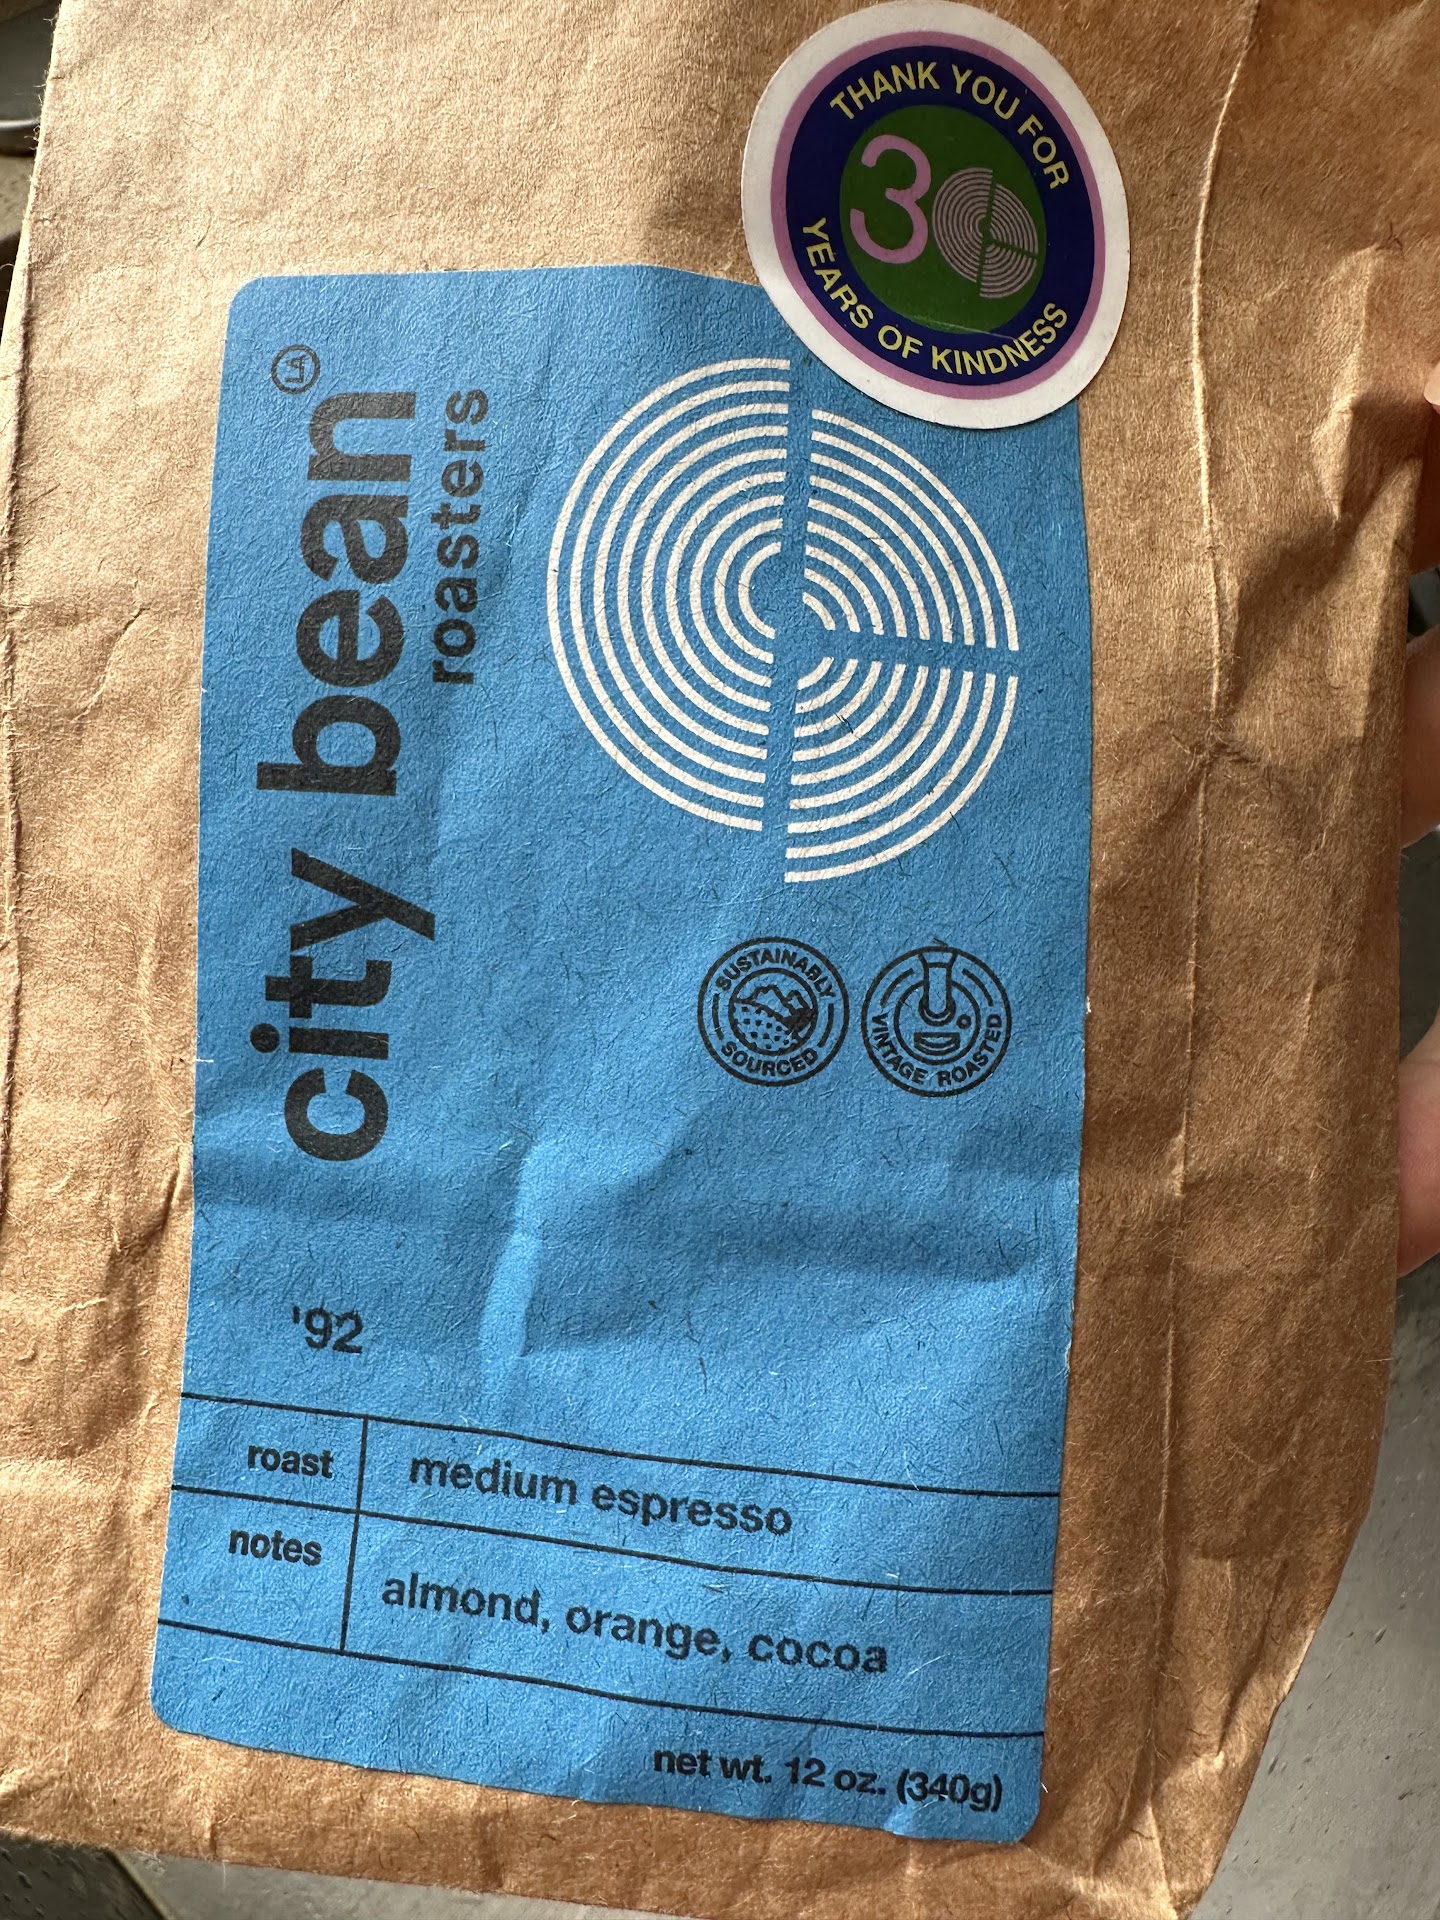 THANK YOU FOR
30
YEARS OF KINDNESS
city bean
LA
roasters
SUSTAINABLY
SOURCED
VINTAGE ROASTED
'92
roast
medium espresso
notes
almond, orange, cocoa
net wt. 12 oz. (340g)